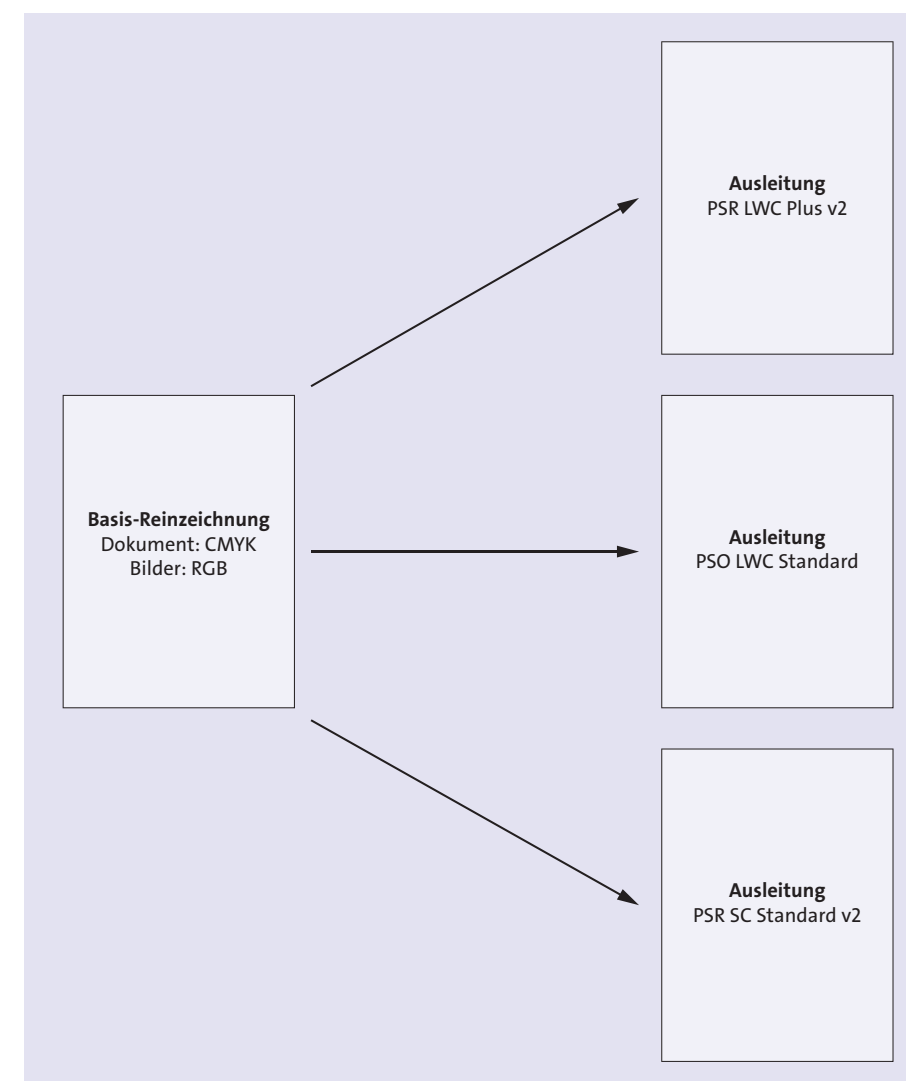 Ausleitung
PSR LWC Plus v2
Basis-Reinzeichnung
Dokument: CMYK
Bilder: RGB
Ausleitung
PSO LWC Standard
Ausleitung
PSR SC Standard v2